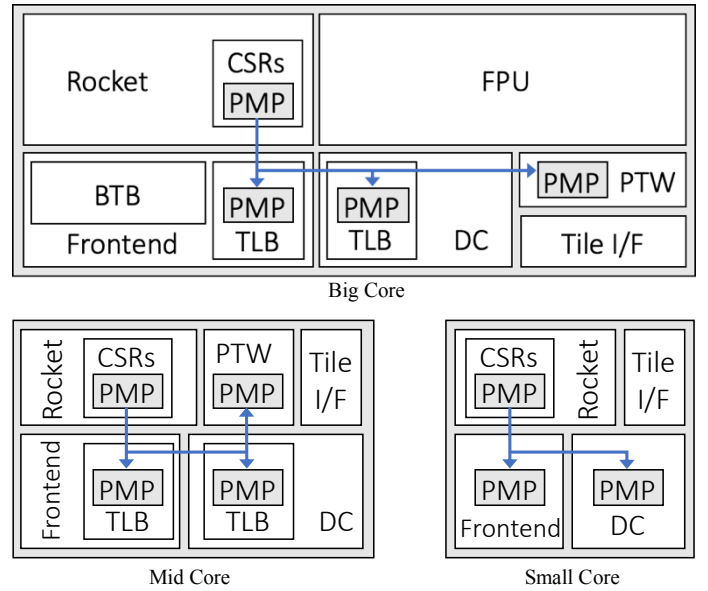 Rocket
CSRs
PMP
FPU
BTB
Frontend
PMP
TLB
PMP
TLB
DC
PMP PTW
Tile I/F
Big Core
Rocket
CSRs
PMP
PTW
PMP
Tile
I/F
Frontend
PMP
TLB
PMP
TLB
DC
Mid Core
CSRs
PMP
Rocket
Tile
I/F
PMP
Frontend
PMP
DC
Small Core